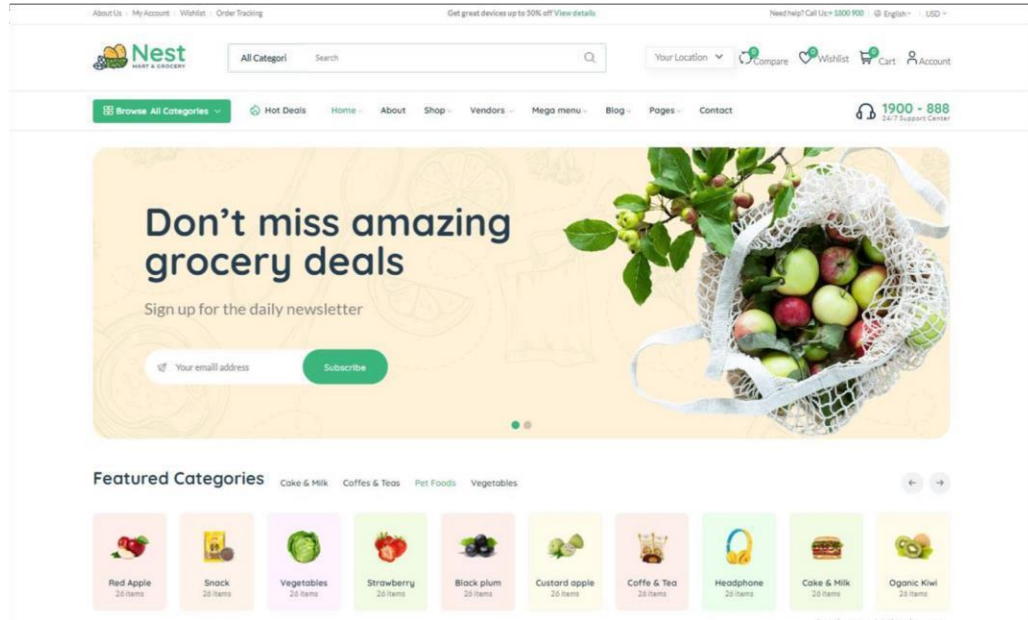 About Us My Account Wishlist Order Tracking
Get great devices up to 50% off View details
Need help? Call Us:+ 1800 900 English USD
Nest
MART & GROCERY
All Categori Search
Your Location
Compare Wishlist Cart Account
Browse All Categories Hot Deals Home About Shop Vendors Mega menu Blog Pages Contact
1900 - 888
24/7 Support Center
Don't miss amazing
grocery deals
Sign up for the daily newsletter
Your emaill address Subscribe
Featured Categories Cake & Milk Coffes & Teas Pet Foods Vegetables
Red Apple Snack Vegetables Strawberry Black plum Custard apple Coffe & Tea Headphone Cake & Milk Oganic Kiwi
26 items 26 items 26 items 26 items 26 items 26 items 26 items 26 items 26 items 26 items